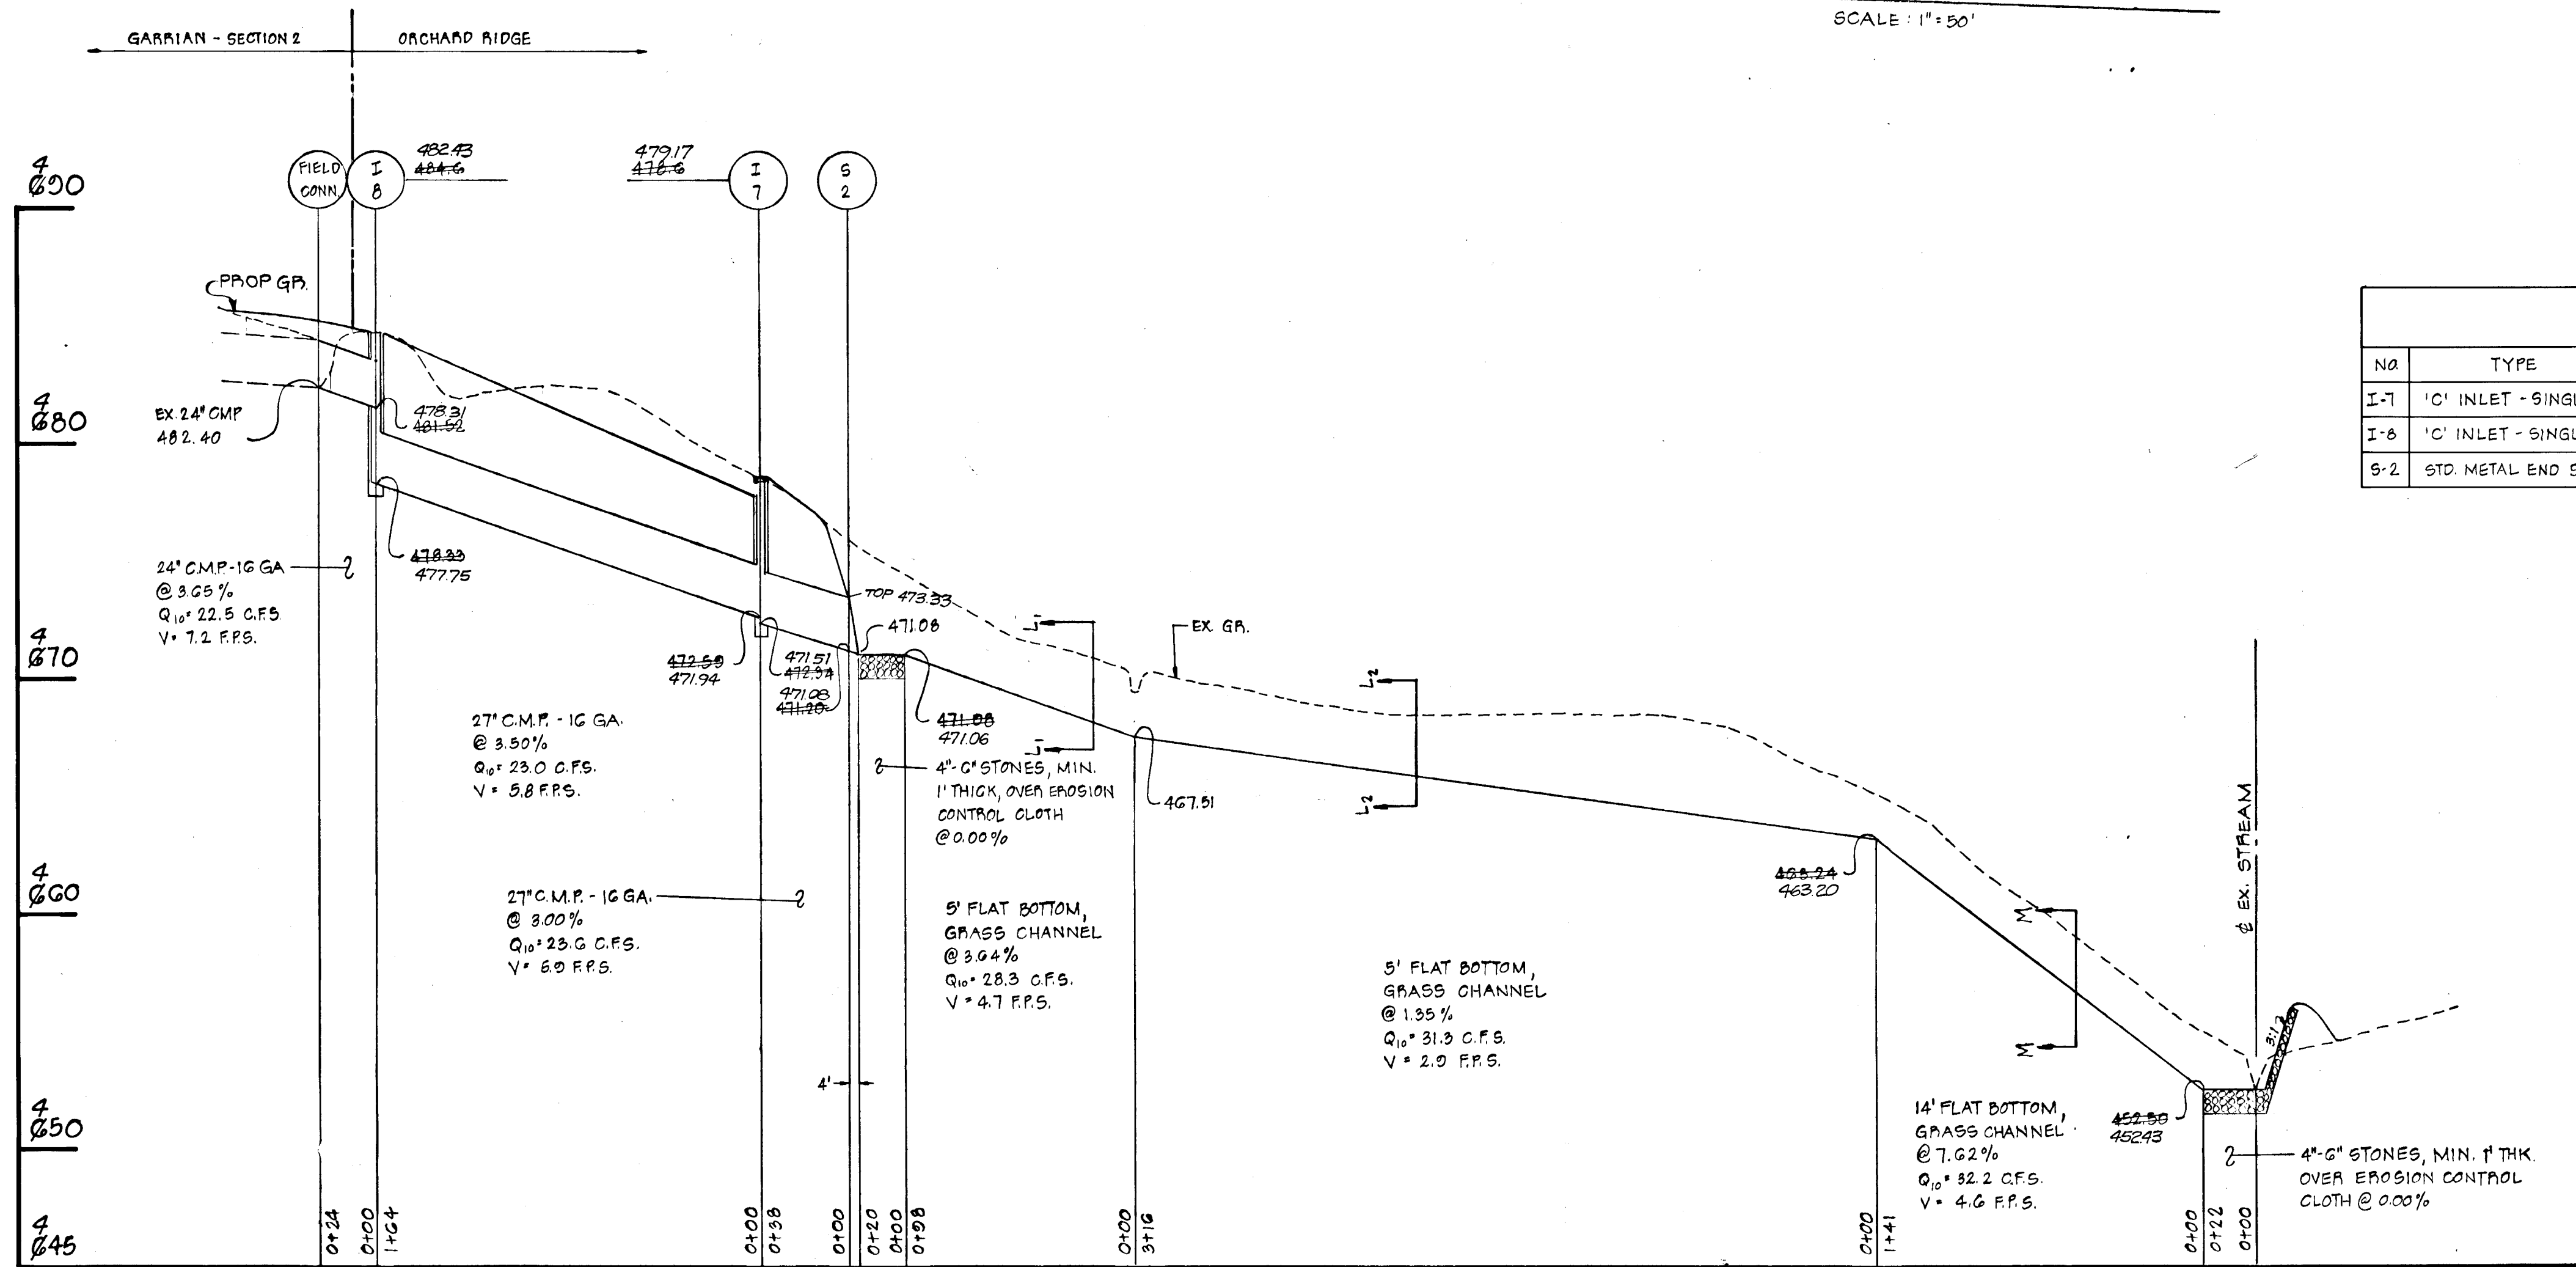 SCALE : 1" = 50'
GARRIAN - SECTION 2
ORCHARD RIDGE
FIELD
CONN.
I
8
482.43
484.6
479.17
478.6
I
7
S
2
4
690
4
680
4
670
4
660
4
650
4
645
PROP GR.
EX. 24" CMP
482.40
478.31
481.52
478.33
477.75
24" C.M.P.-16 GA
@ 3.65%
Q10= 22.5 C.F.S.
V= 7.2 F.P.S.
27" C.M.P. - 16 GA.
@ 3.50%
Q10= 23.0 C.F.S.
V = 5.8 F.P.S.
472.59
471.94
471.51
472.34
471.08
471.20
TOP 473.33
471.08
471.08
471.06
4"-6" STONES, MIN.
1' THICK, OVER EROSION
CONTROL CLOTH
@ 0.00%
27" C.M.P. - 16 GA.
@ 3.00%
Q10= 23.6 C.F.S.
V= 5.9 F.P.S.
5' FLAT BOTTOM,
GRASS CHANNEL
@ 3.64%
Q10= 28.3 C.F.S.
V = 4.7 F.P.S.
4'
L1
L1
EX. GR.
467.51
L2
L2
5' FLAT BOTTOM,
GRASS CHANNEL
@ 1.35%
Q10= 31.3 C.F.S.
V = 2.9 F.P.S.
463.24
463.20
M
M
14' FLAT BOTTOM,
GRASS CHANNEL
@ 7.62%
Q10= 32.2 C.F.S.
V= 4.6 F.P.S.
452.50
452.43
℄ EX. STREAM
3:1
4"-6" STONES, MIN. 1' THK.
OVER EROSION CONTROL
CLOTH @ 0.00%
NO. TYPE
I-7 'C' INLET - SINGL
I-8 'C' INLET - SINGL
S-2 STD. METAL END S
0+24
0+00
1+64
0+00
0+38
0+00
0+20
0+00
0+98
0+00
3+16
0+00
1+41
0+00
0+22
0+00